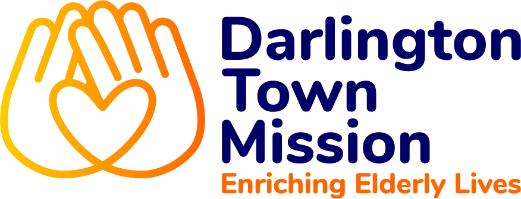 Darlington
Town
Mission
Enriching Elderly Lives